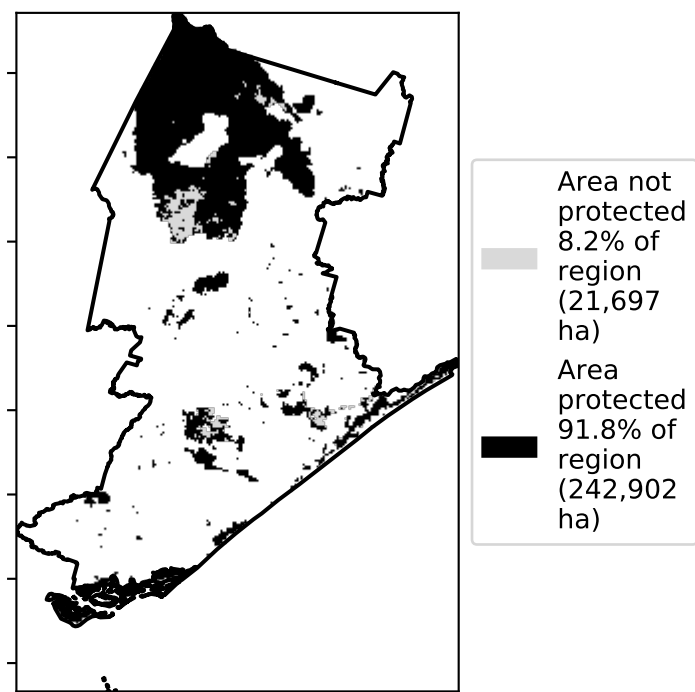 Area not
protected
8.2% of
region
(21,697
ha)
Area
protected
91.8% of
region
(242,902
ha)